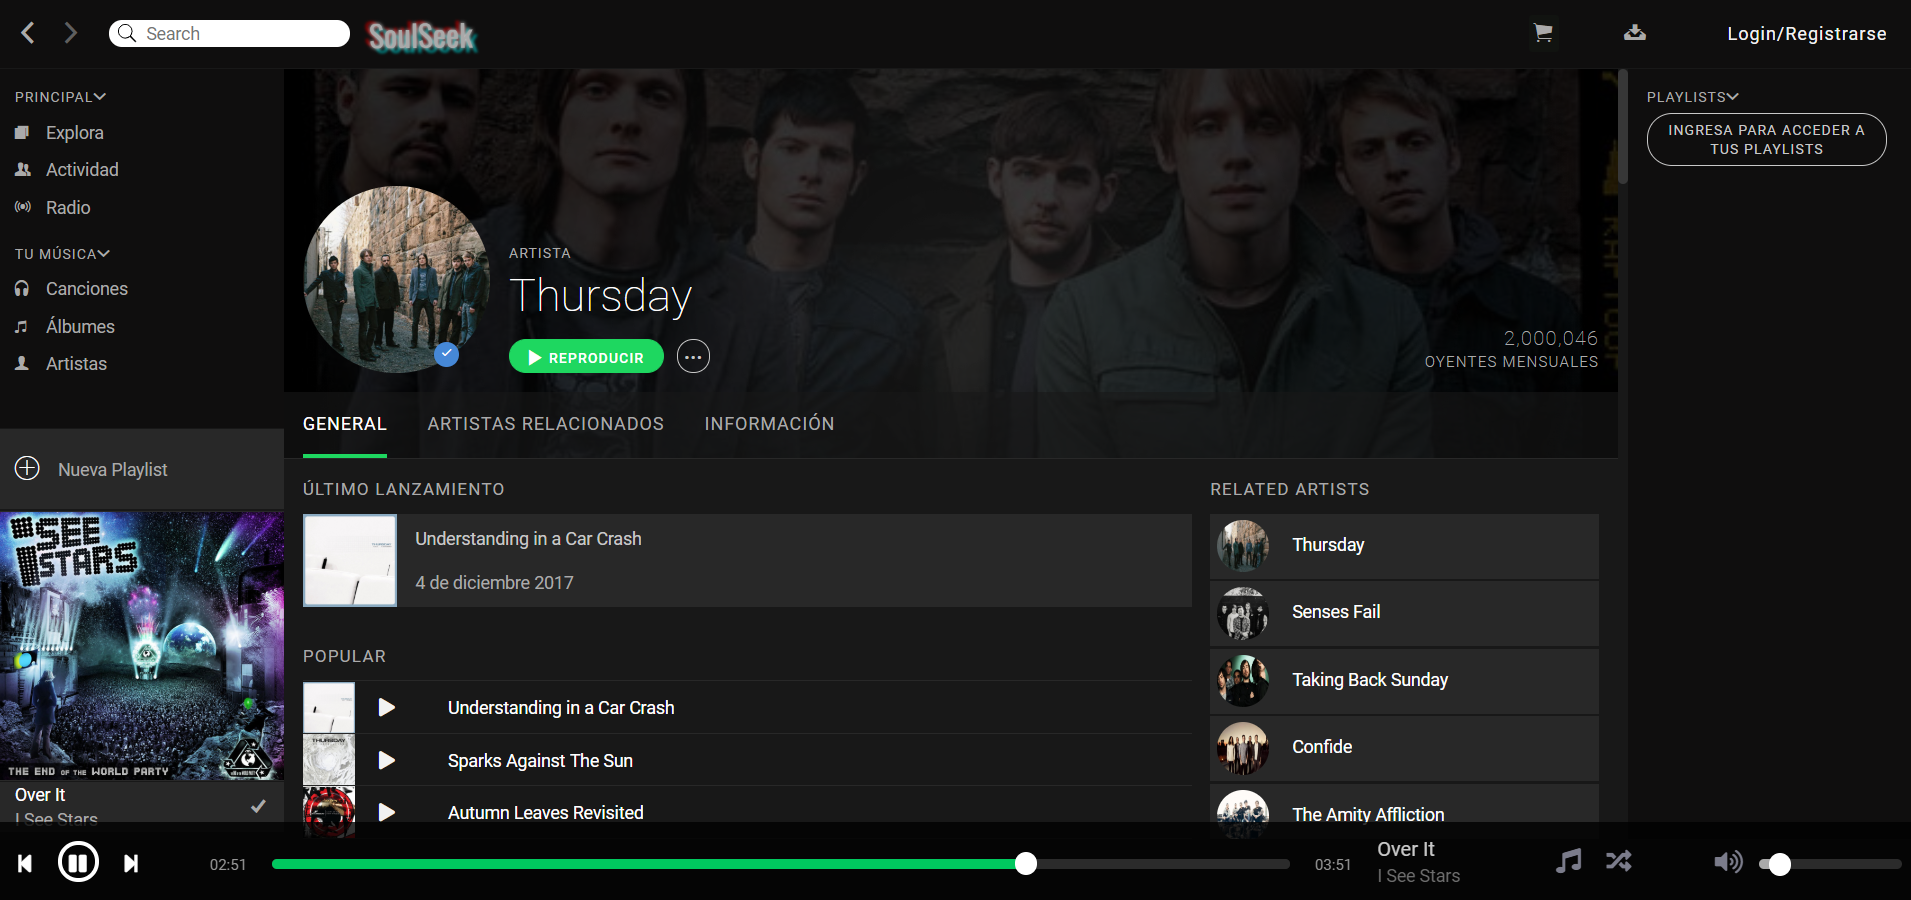 Search
SoulSeek
Login/Registrarse
PRINCIPAL
Explora
Actividad
Radio
TU MÚSICA
Canciones
Álbumes
Artistas
Nueva Playlist
I SEE
STARS
THE END OF THE WORLD PARTY
Over It
I See Stars
ARTISTA
Thursday
REPRODUCIR
2,000,046
OYENTES MENSUALES
GENERAL
ARTISTAS RELACIONADOS
INFORMACIÓN
ÚLTIMO LANZAMIENTO
Understanding in a Car Crash
4 de diciembre 2017
POPULAR
Understanding in a Car Crash
THURSDAY
Sparks Against The Sun
Autumn Leaves Revisited
RELATED ARTISTS
Thursday
Senses Fail
Taking Back Sunday
Confide
The Amity Affliction
PLAYLISTS
INGRESA PARA ACCEDER A
TUS PLAYLISTS
02:51
03:51
Over It
I See Stars